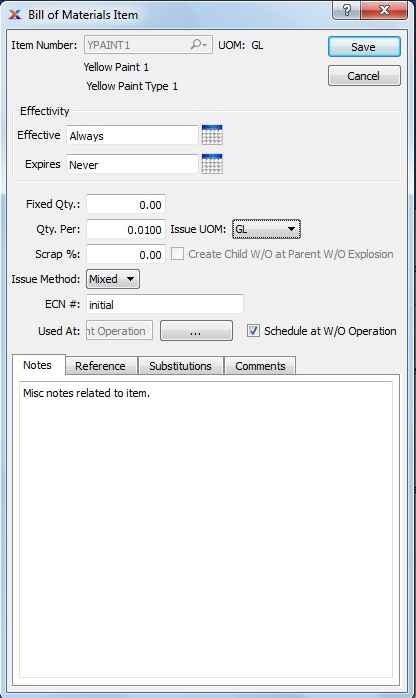 Bill of Materials Item
Item Number: YPAINT1 UOM: GL Save
Yellow Paint 1 Cancel
Yellow Paint Type 1
Effectivity
Effective Always
Expires Never
Fixed Qty.: 0.00
Qty. Per: 0.0100 Issue UOM: GL
Scrap %: 0.00 Create Child W/O at Parent W/O Explosion
Issue Method: Mixed
ECN #: initial
Used At: nt Operation ... Schedule at W/O Operation
Notes Reference Substitutions Comments
Misc notes related to item.